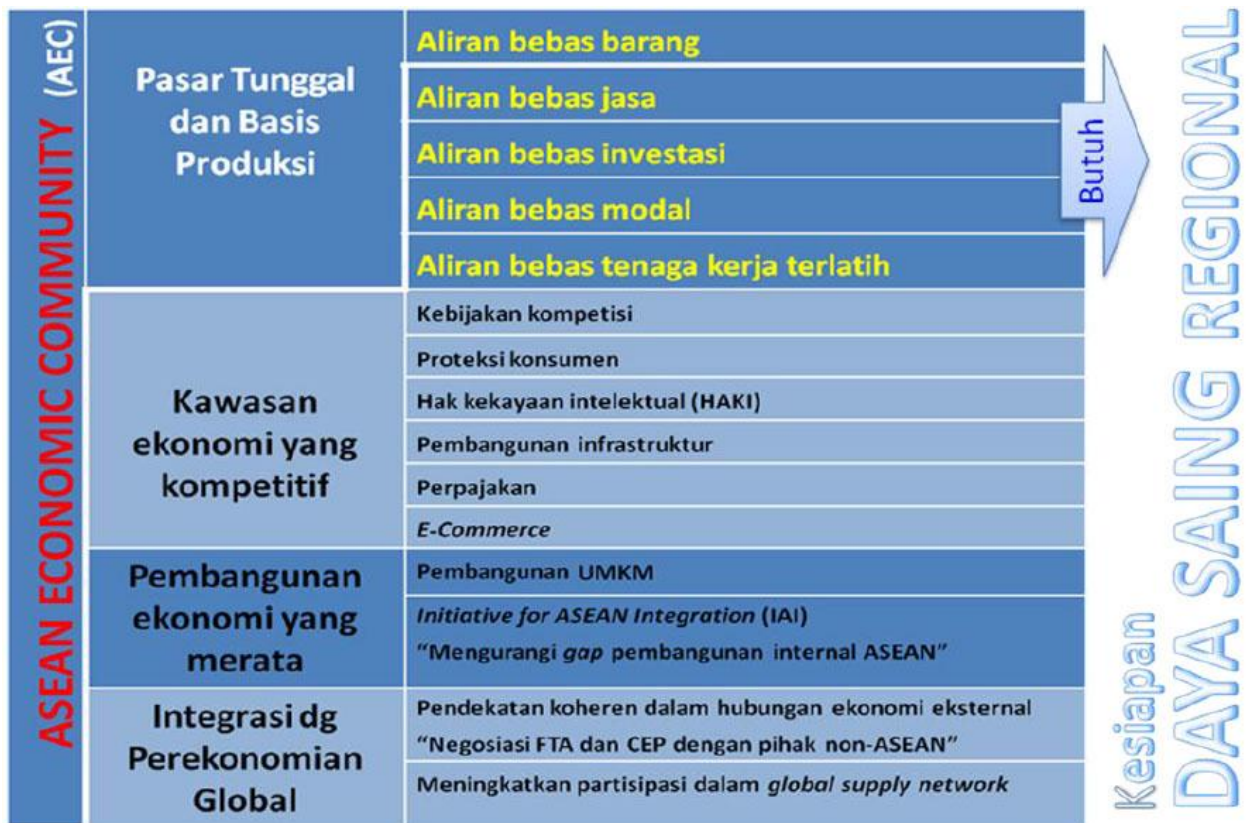 ASEAN ECONOMIC COMMUNITY (AEC)
Pasar Tunggal
dan Basis
Produksi
Aliran bebas barang
Aliran bebas jasa
Aliran bebas investasi
Aliran bebas modal
Aliran bebas tenaga kerja terlatih
Kawasan
ekonomi yang
kompetitif
Kebijakan kompetisi
Proteksi konsumen
Hak kekayaan intelektual (HAKI)
Pembangunan infrastruktur
Perpajakan
E-Commerce
Pembangunan
ekonomi yang
merata
Pembangunan UMKM
Initiative for ASEAN Integration (IAI)
“Mengurangi gap pembangunan internal ASEAN”
Integrasi dg
Perekonomian
Global
Pendekatan koheren dalam hubungan ekonomi eksternal
“Negosiasi FTA dan CEP dengan pihak non-ASEAN”
Meningkatkan partisipasi dalam global supply network
Butuh
Kesiapan
DAYA SAING REGIONAL